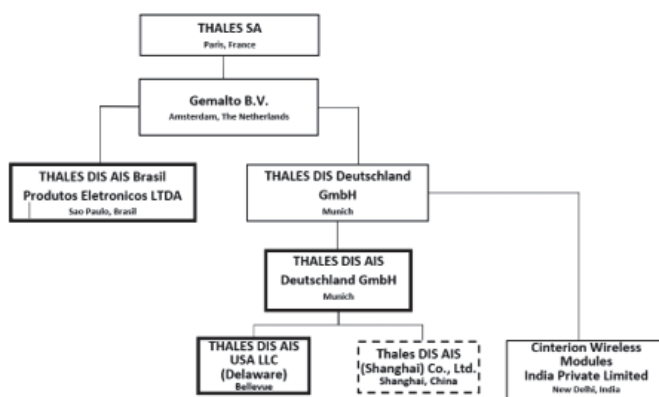 THALES SA
Paris, France
Gemalto B.V.
Amsterdam, The Netherlands
THALES DIS AIS Brasil
Produtos Eletronicos LTDA
Sao Paulo, Brasil
THALES DIS Deutschland
GmbH
Munich
THALES DIS AIS
Deutschland GmbH
Munich
THALES DIS AIS
USA LLC
(Delaware)
Bellevue
Thales DIS AIS
(Shanghai) Co., Ltd.
Shanghai, China
Cinterion Wireless
Modules
India Private Limited
New Delhi, India